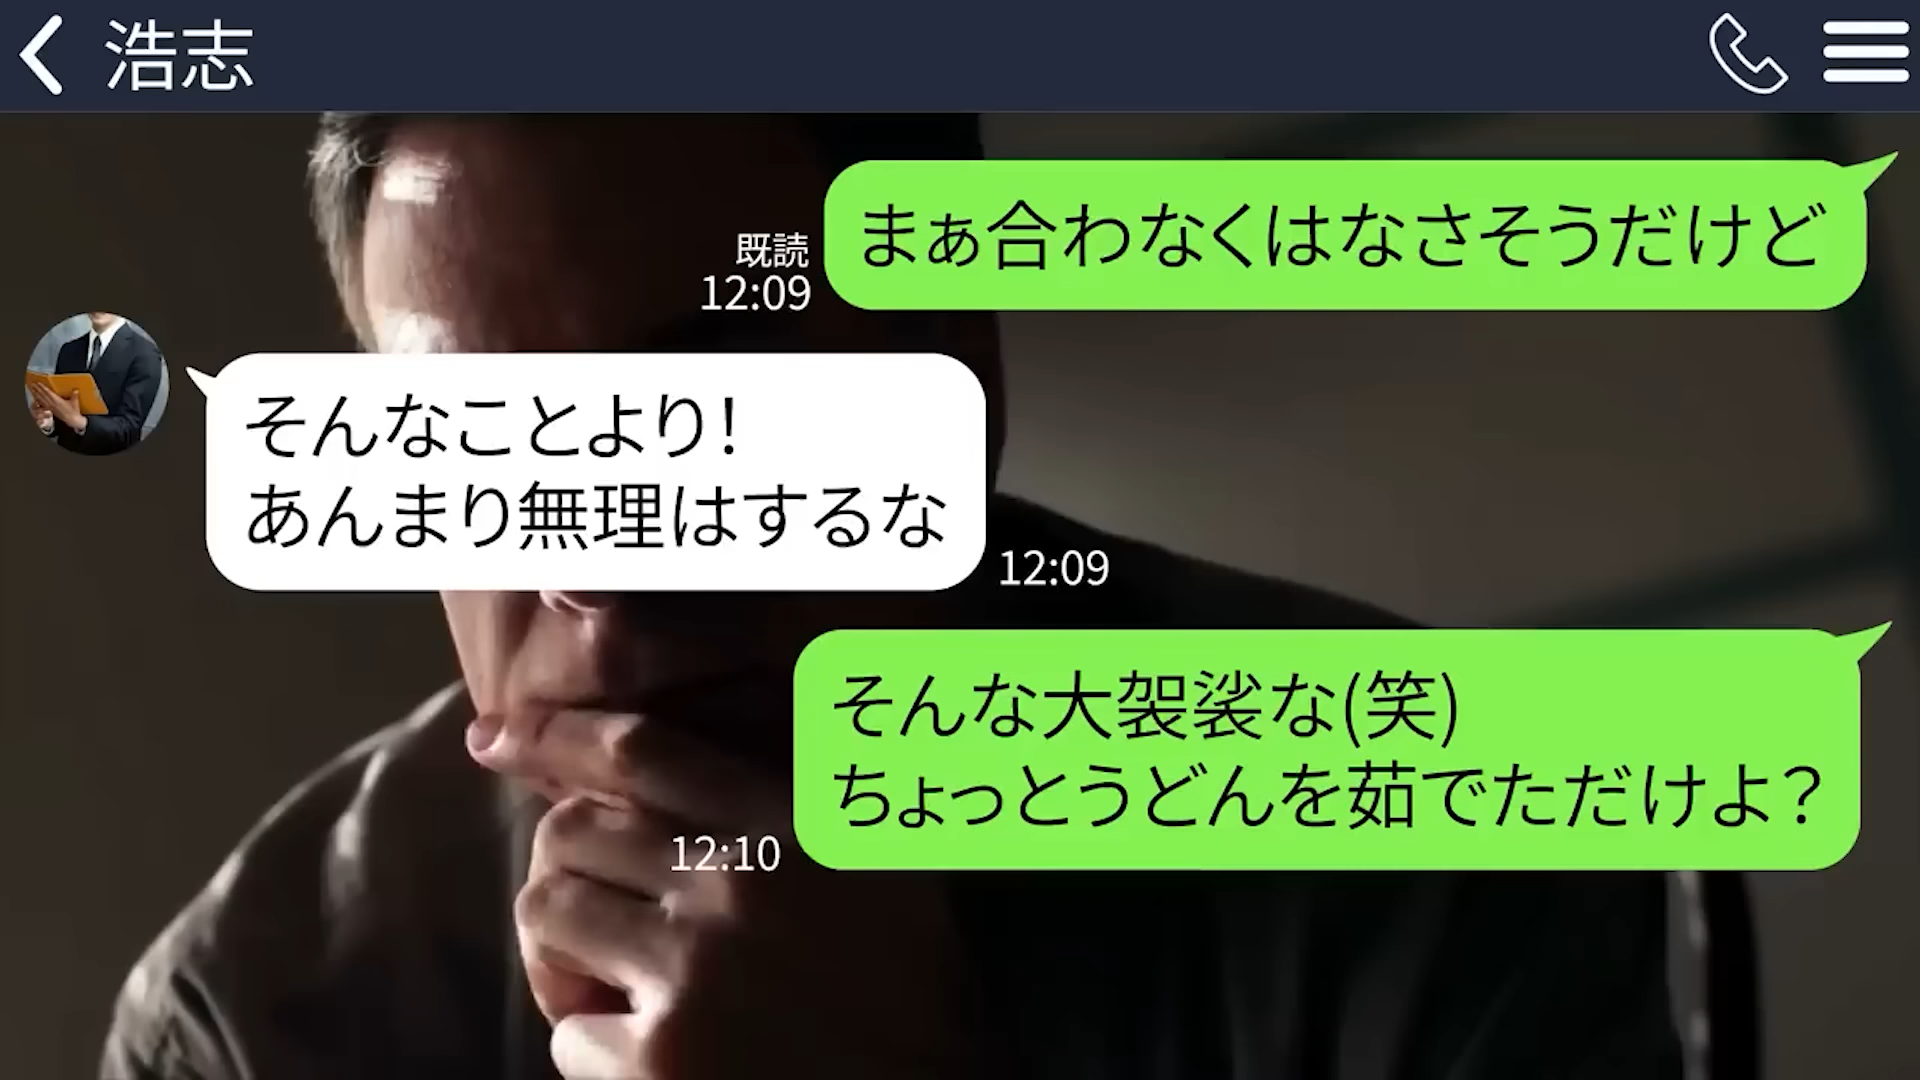 浩志
まぁ合わなくはなさそうだけど
既読
12:09
そんなことより!
あんまり無理はするな
12:09
そんな大袈裟な(笑)
ちょっとうどんを茹でただけよ?
12:10